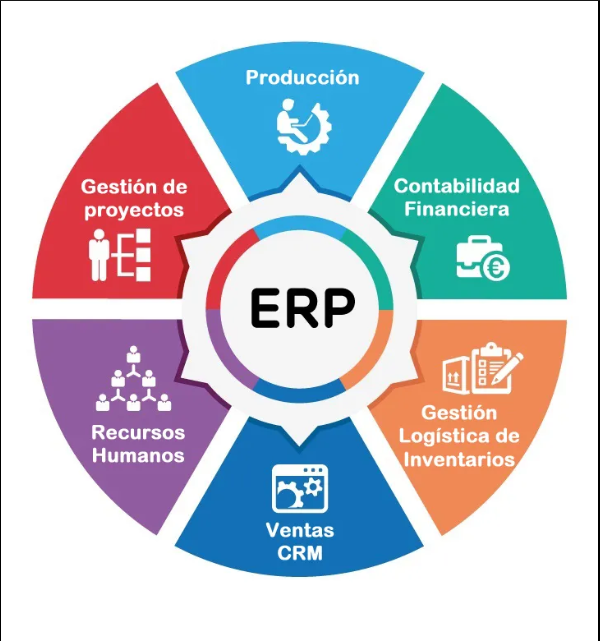 Producción
Gestión de
proyectos
Contabilidad
Financiera
ERP
Recursos
Humanos
Gestión
Logística de
Inventarios
Ventas
CRM